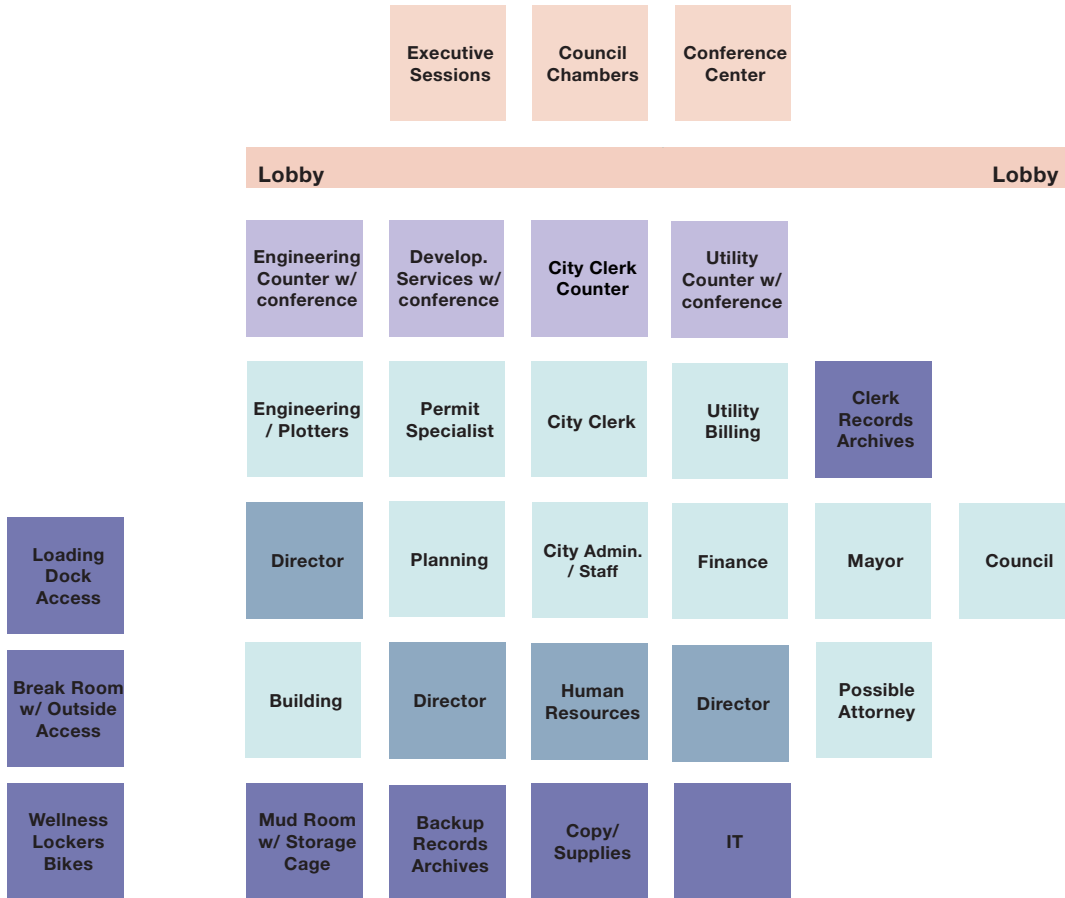 Executive
Sessions
Council
Chambers
Conference
Center
Lobby
Lobby
Engineering
Counter w/
conference
Develop.
Services w/
conference
City Clerk
Counter
Utility
Counter w/
conference
Engineering
/ Plotters
Permit
Specialist
City Clerk
Utility
Billing
Clerk
Records
Archives
Loading
Dock
Access
Director
Planning
City Admin.
/ Staff
Finance
Mayor
Council
Break Room
w/ Outside
Access
Building
Director
Human
Resources
Director
Possible
Attorney
Wellness
Lockers
Bikes
Mud Room
w/ Storage
Cage
Backup
Records
Archives
Copy/
Supplies
IT